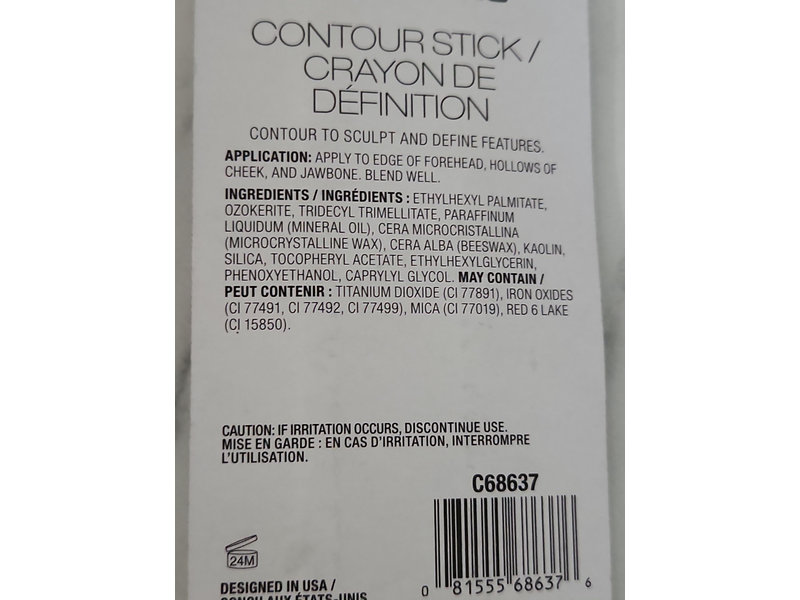 CONTOUR STICK /
CRAYON DE
DÉFINITION
CONTOUR TO SCULPT AND DEFINE FEATURES.
APPLICATION: APPLY TO EDGE OF FOREHEAD, HOLLOWS OF
CHEEK, AND JAWBONE. BLEND WELL.
INGREDIENTS / INGRÉDIENTS : ETHYLHEXYL PALMITATE,
OZOKERITE, TRIDECYL TRIMELLITATE, PARAFFINUM
LIQUIDUM (MINERAL OIL), CERA MICROCRISTALLINA
(MICROCRYSTALLINE WAX), CERA ALBA (BEESWAX), KAOLIN,
SILICA, TOCOPHERYL ACETATE, ETHYLHEXYLGLYCERIN,
PHENOXYETHANOL, CAPRYLYL GLYCOL. MAY CONTAIN /
PEUT CONTENIR : TITANIUM DIOXIDE (CI 77891), IRON OXIDES
(CI 77491, CI 77492, CI 77499), MICA (CI 77019), RED 6 LAKE
(CI 15850).
CAUTION: IF IRRITATION OCCURS, DISCONTINUE USE.
MISE EN GARDE : EN CAS D'IRRITATION, INTERROMPRE
L'UTILISATION.
C68637
24M
0 81555 68637 6
DESIGNED IN USA /
CONÇU AUX ÉTATS-UNIS